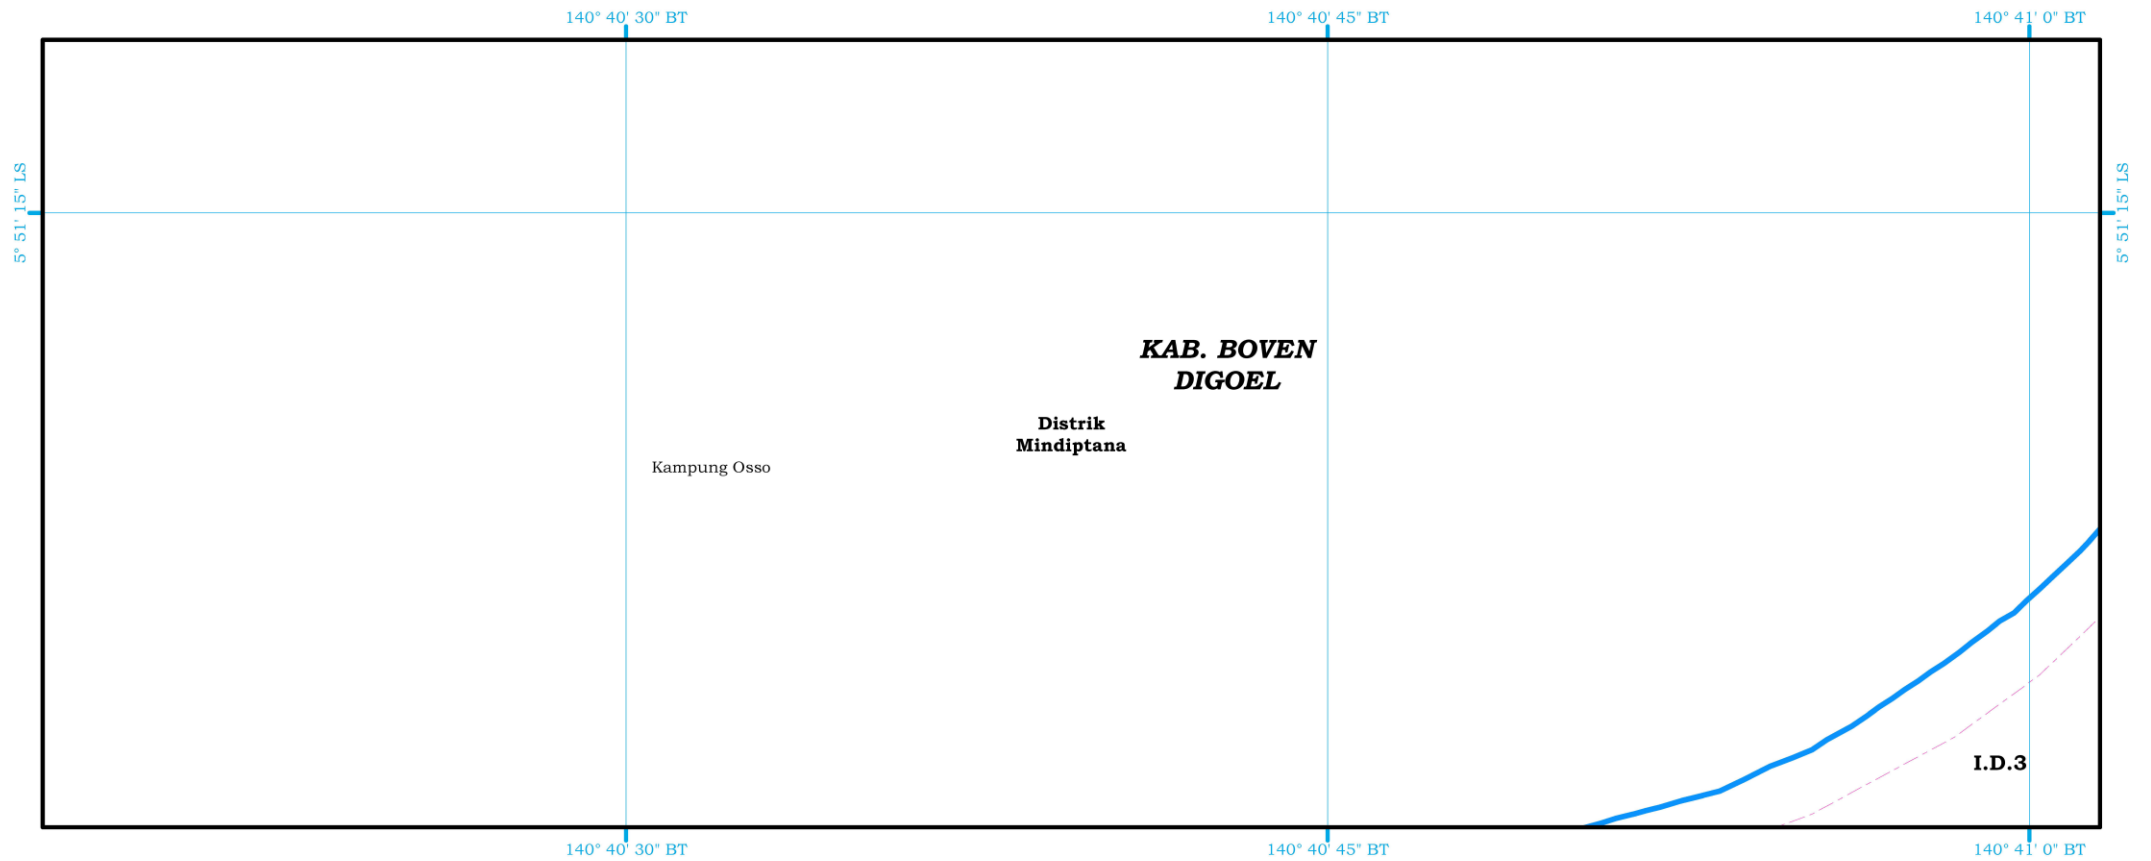 140° 40' 30" BT
140° 40' 45" BT
141° 41' 0" BT
5° 51' 15" LS
5° 51' 15" LS
KAB. BOVEN
DIGOEL
Distrik
Mindiptana
Kampung Osso
I.D.3
140° 40' 30" BT
140° 40' 45" BT
140° 41' 0" BT